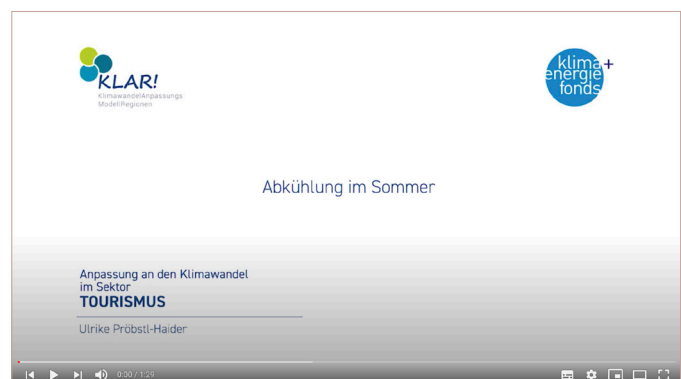 KLAR!
KlimawandelAnpassungs
ModellRegionen
klima+
energie
fonds
Abkühlung im Sommer
Anpassung an den Klimawandel
im Sektor
TOURISMUS
Ulrike Pröbstl-Haider
0:00 / 1:29